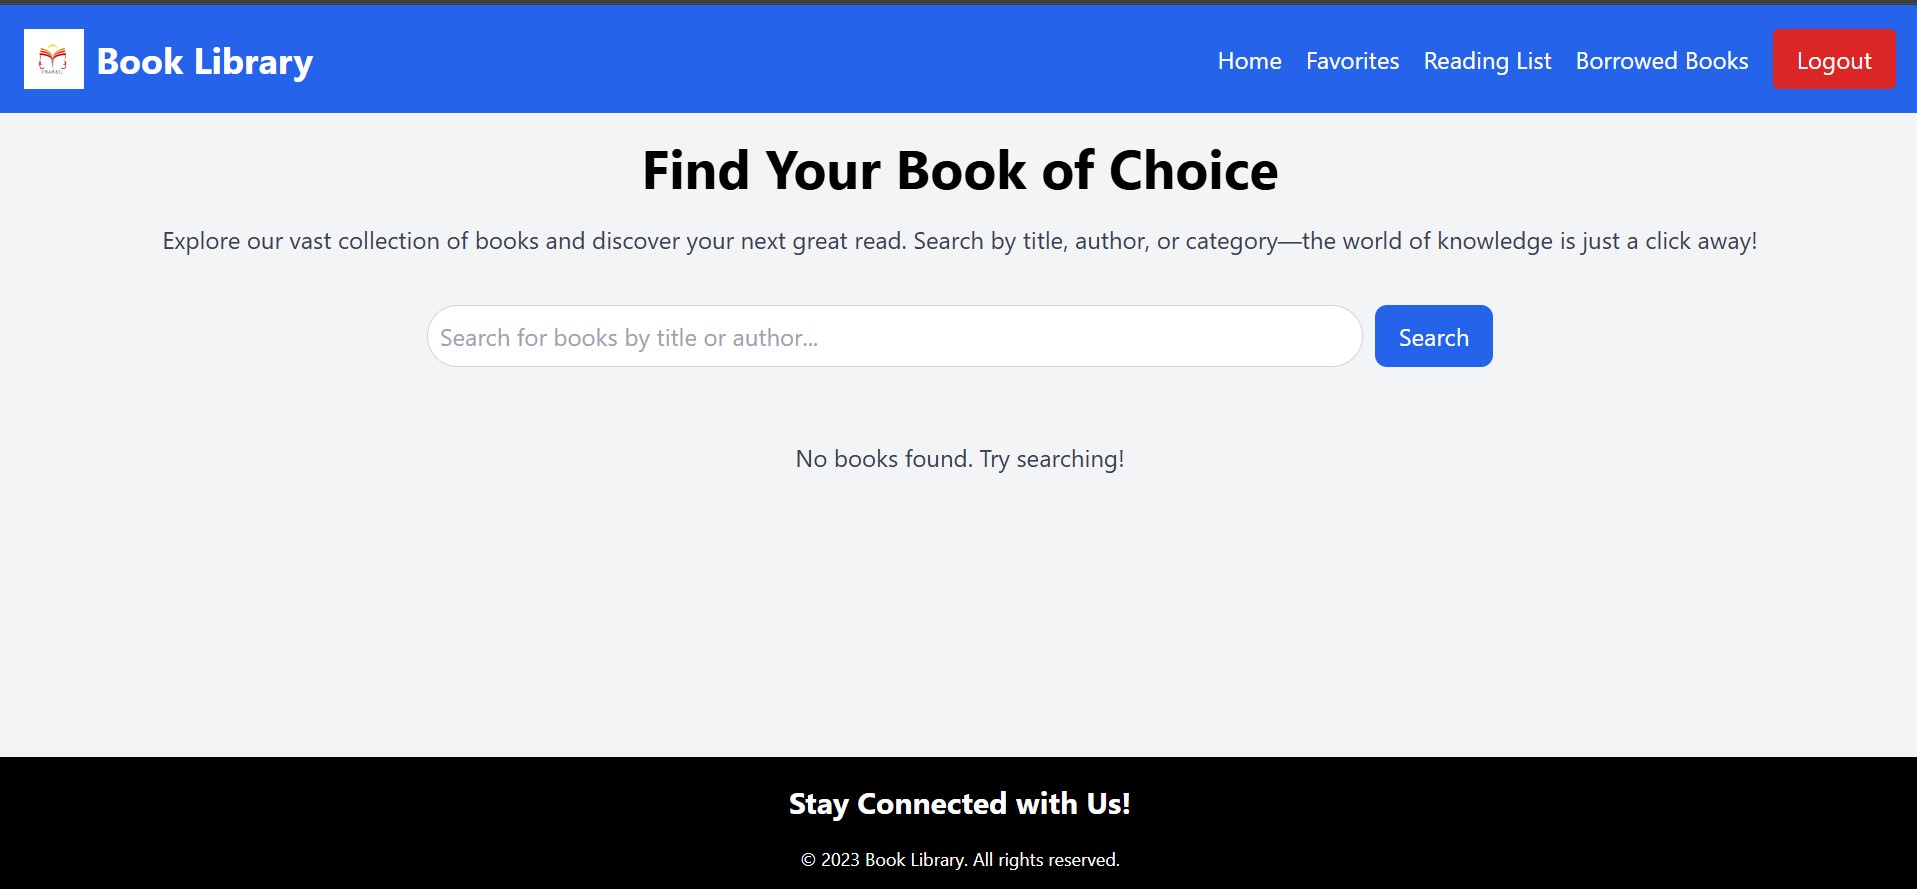 Book Library
Home
Favorites
Reading List
Borrowed Books
Logout
Find Your Book of Choice
Explore our vast collection of books and discover your next great read. Search by title, author, or category—the world of knowledge is just a click away!
Search for books by title or author...
Search
No books found. Try searching!
Stay Connected with Us!
© 2023 Book Library. All rights reserved.